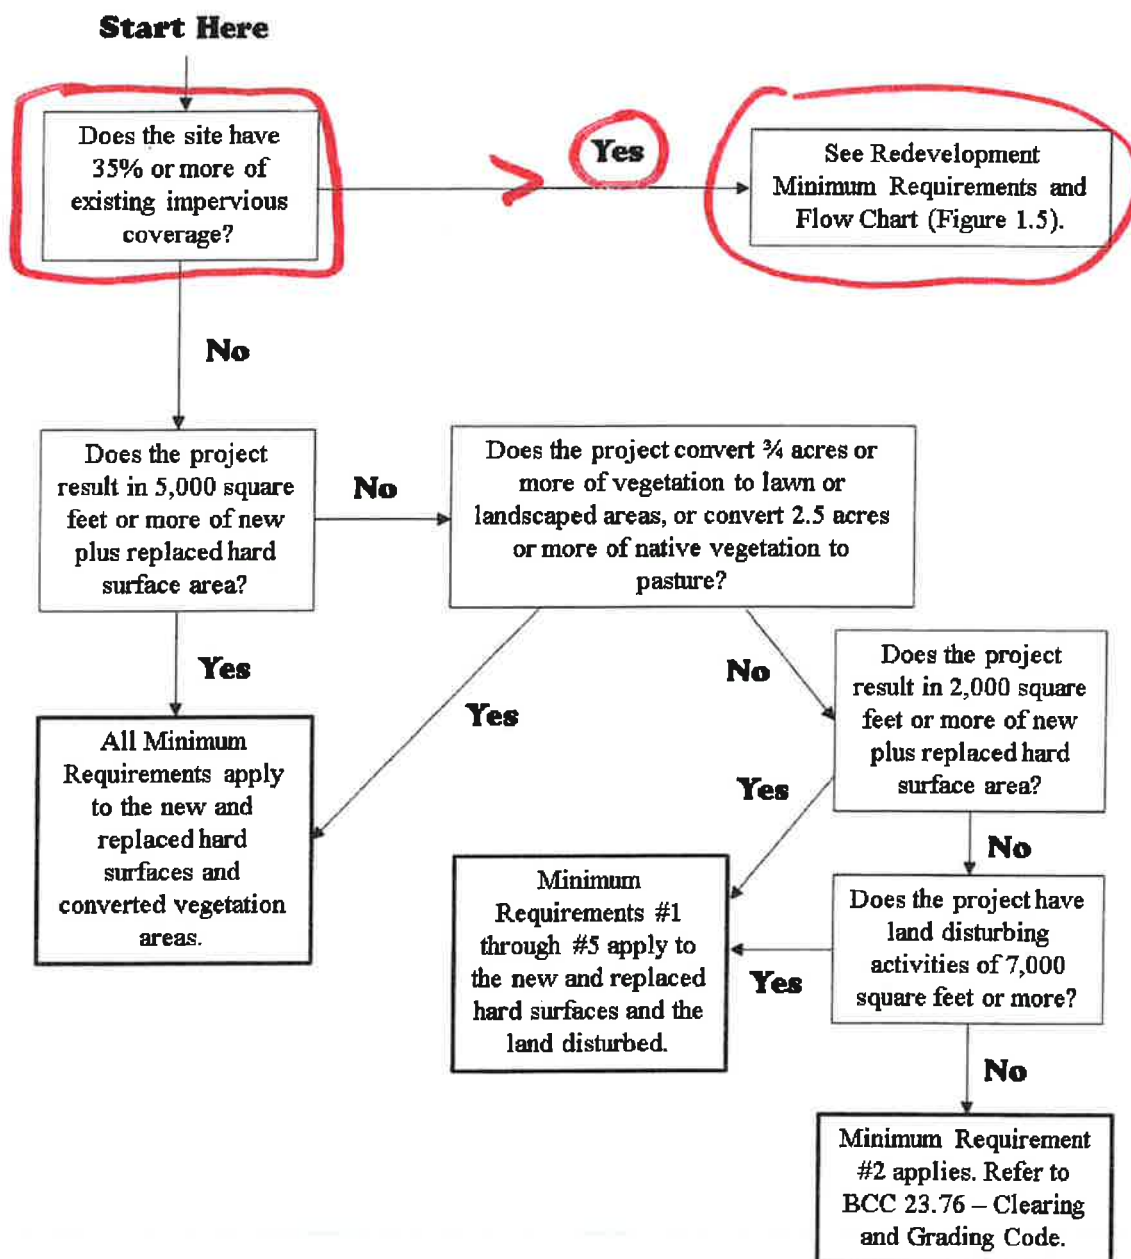 Start Here
Does the site have
35% or more of
existing impervious
coverage?
Yes
See Redevelopment
Minimum Requirements and
Flow Chart (Figure 1.5).
No
Does the project
result in 5,000 square
feet or more of new
plus replaced hard
surface area?
No
Does the project convert ¾ acres or
more of vegetation to lawn or
landscaped areas, or convert 2.5 acres
or more of native vegetation to
pasture?
Yes
Yes
No
Does the project
result in 2,000 square
feet or more of new
plus replaced hard
surface area?
All Minimum
Requirements apply
to the new and
replaced hard
surfaces and
converted vegetation
areas.
Yes
No
Minimum
Requirements #1
through #5 apply to
the new and replaced
hard surfaces and the
land disturbed.
Does the project have
land disturbing
activities of 7,000
square feet or more?
Yes
No
Minimum Requirement
#2 applies. Refer to
BCC 23.76 – Clearing
and Grading Code.